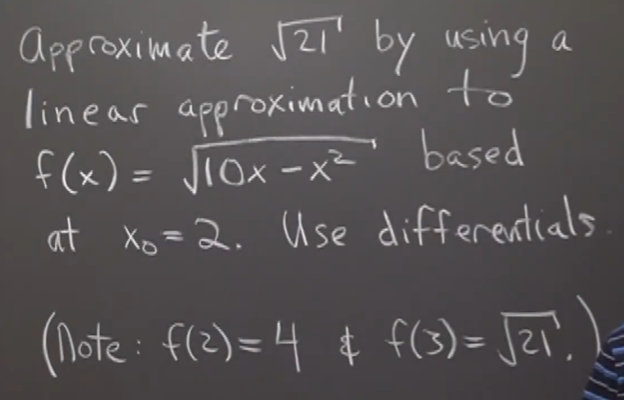 Approximate √21 by using a
linear approximation to
f(x) = √10x − x² based
at x₀ = 2. Use differentials.
(Note: f(2) = 4 & f(3) = √21.)